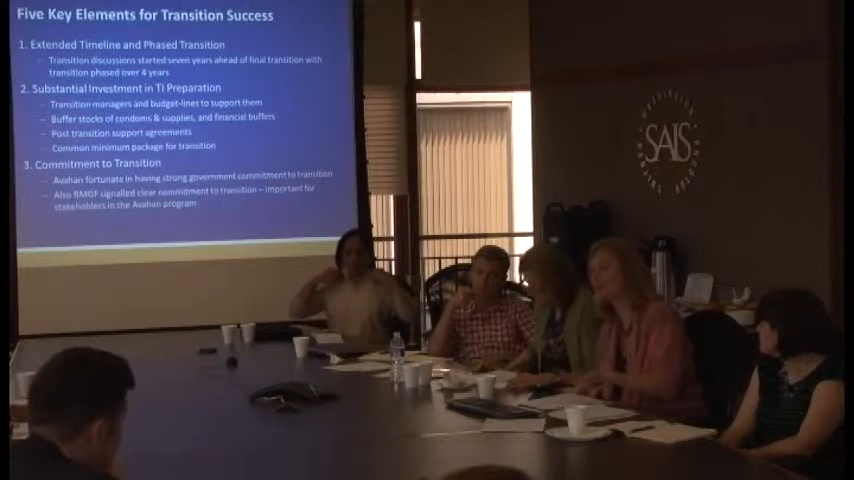 Five Key Elements for Transition Success
1. Extended Timeline and Phased Transition
– Transition discussions started seven years ahead of final transition with
transition phased over 4 years
2. Substantial Investment in TI Preparation
– Transition managers and budget-lines to support them
– Buffer stocks of condoms & supplies, and financial buffers
– Post transition support agreements
– Common minimum package for transition
3. Commitment to Transition
– Avahan fortunate in having strong government commitment to transition
– Also BMGF signalled clear commitment to transition – important for
stakeholders in the Avahan program
WASHINGTON
SAIS
NANJING BOLOGNA